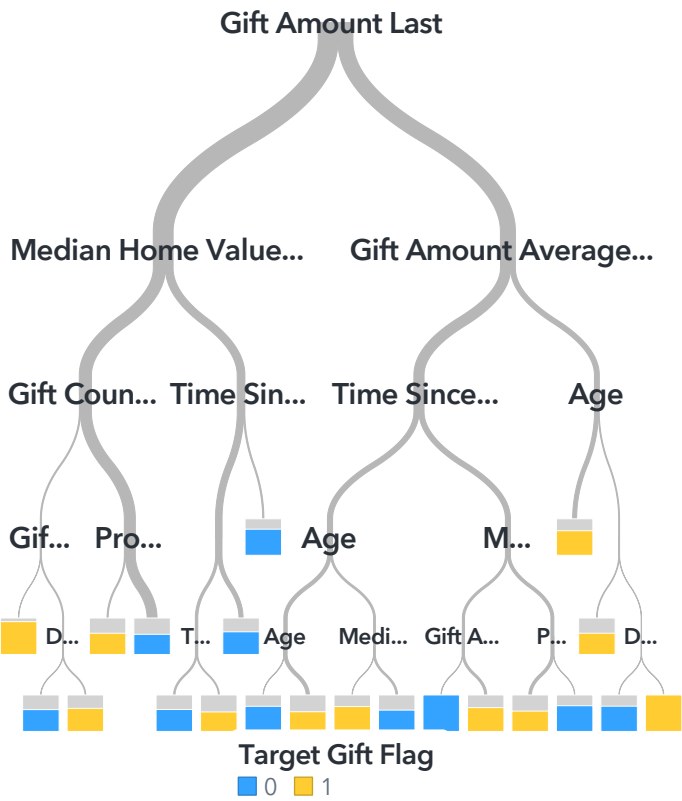 Gift Amount Last
Median Home Value...
Gift Amount Average...
Gift Coun...
Time Sin...
Time Since...
Age
Gif...
Pro...
Age
M...
D...
T...
Age
Medi...
Gift A...
P...
D...
Target Gift Flag
0
1